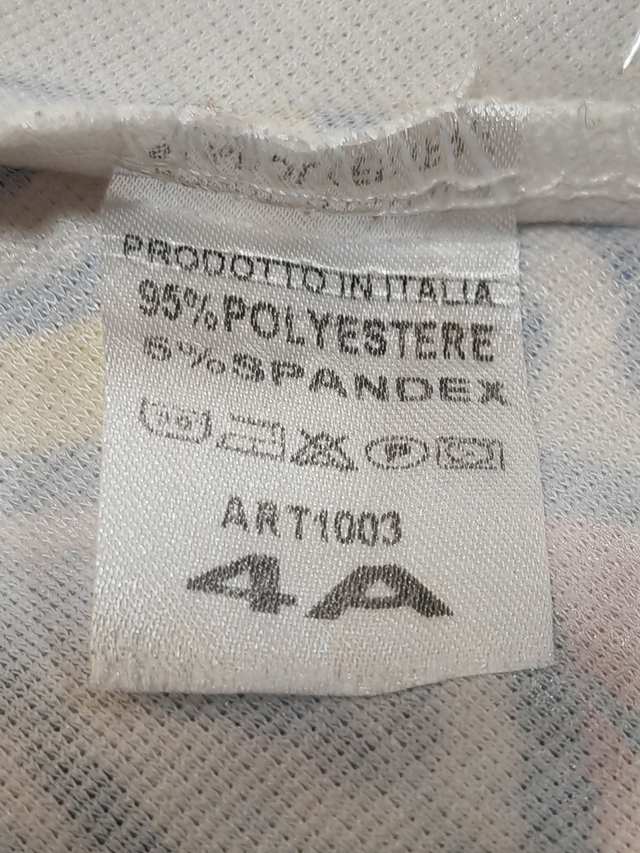 PRODOTTO IN ITALIA
95% POLYESTERE
5% SPANDEX
ART1003
4A